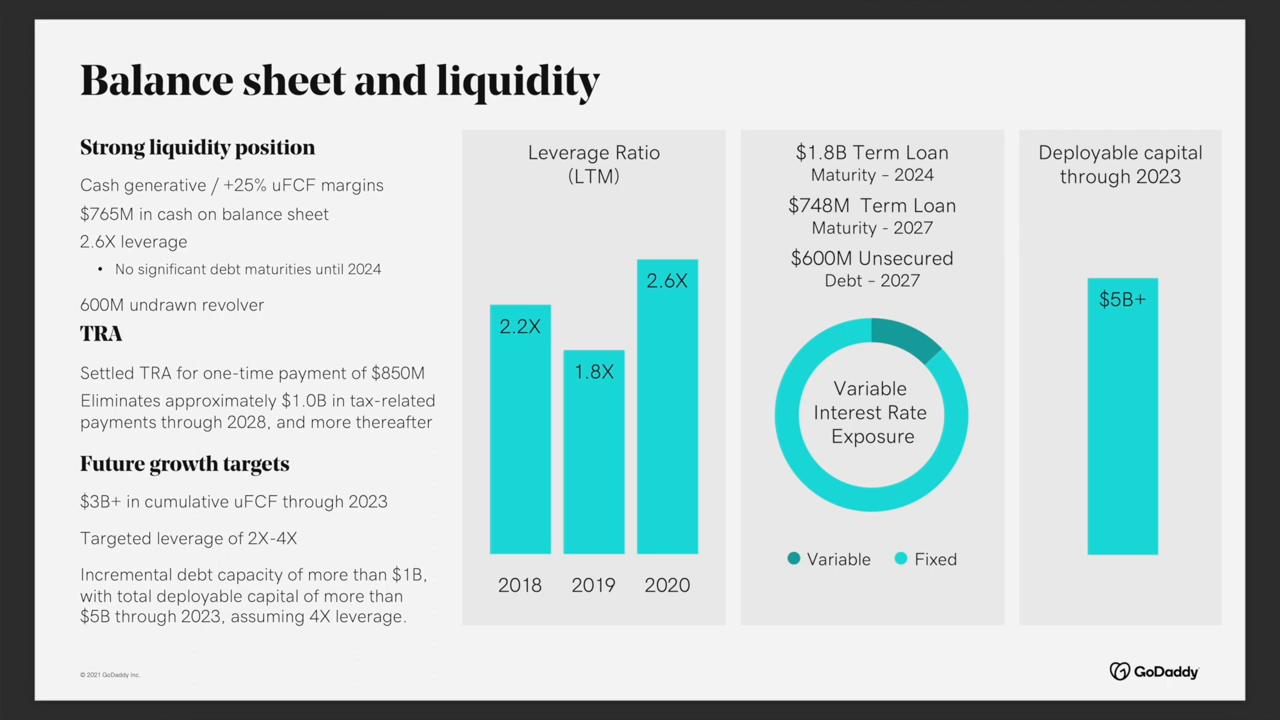 Balance sheet and liquidity
Strong liquidity position
Cash generative / +25% uFCF margins
$765M in cash on balance sheet
2.6X leverage
• No significant debt maturities until 2024
600M undrawn revolver
TRA
Settled TRA for one-time payment of $850M
Eliminates approximately $1.0B in tax-related
payments through 2028, and more thereafter
Future growth targets
$3B+ in cumulative uFCF through 2023
Targeted leverage of 2X-4X
Incremental debt capacity of more than $1B,
with total deployable capital of more than
$5B through 2023, assuming 4X leverage.
Leverage Ratio
(LTM)
2.2X
1.8X
2.6X
2018 2019 2020
$1.8B Term Loan
Maturity – 2024
$748M Term Loan
Maturity - 2027
$600M Unsecured
Debt – 2027
Variable
Interest Rate
Exposure
Variable Fixed
Deployable capital
through 2023
$5B+
© 2021 GoDaddy Inc.
GoDaddy